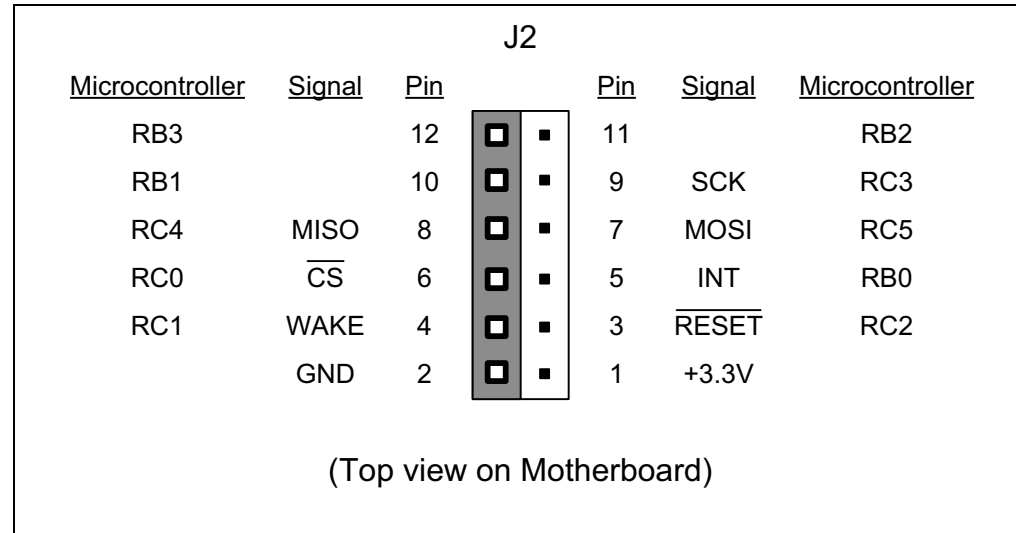 J2
Microcontroller Signal Pin Pin Signal Microcontroller
RB3 12 11 RB2
RB1 10 9 SCK RC3
RC4 MISO 8 7 MOSI RC5
RC0 C̅S̅ 6 5 INT RB0
RC1 WAKE 4 3 R̅E̅S̅E̅T̅ RC2
GND 2 1 +3.3V
(Top view on Motherboard)